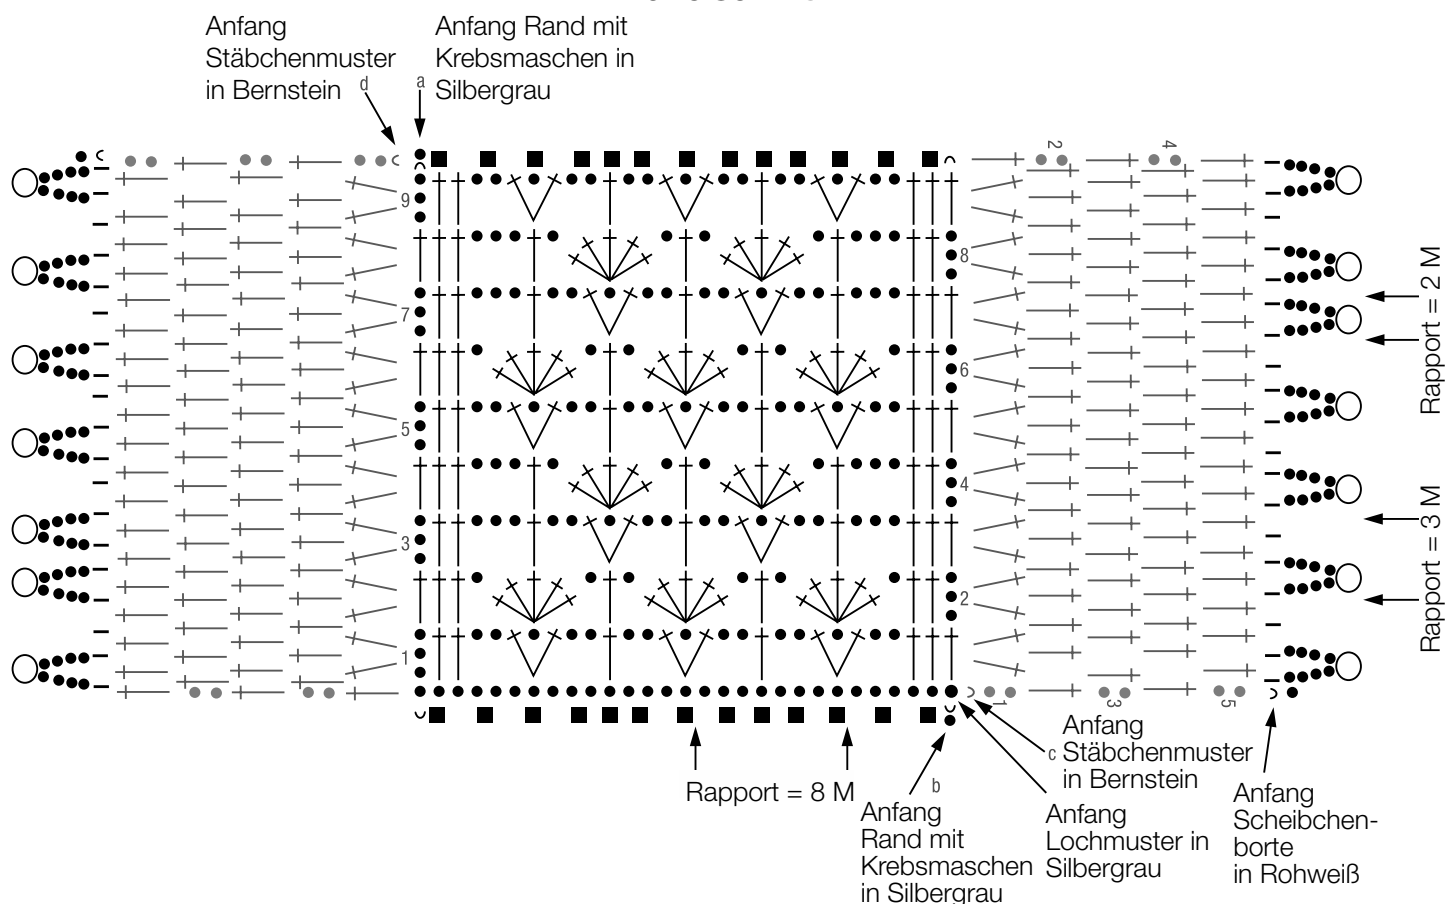 Anfang
Stäbchenmuster
in Bernstein
d
a
Anfang Rand mit
Krebsmaschen in
Silbergrau
2
4
9
8
7
6
5
4
3
2
1
1
3
5
Rapport = 2 M
Rapport = 3 M
Rapport = 8 M
b
Anfang
Rand mit
Krebsmaschen
in Silbergrau
c
Anfang
Stäbchenmuster
in Bernstein
Anfang
Lochmuster in
Silbergrau
Anfang
Scheibchen-
borte
in Rohweiß